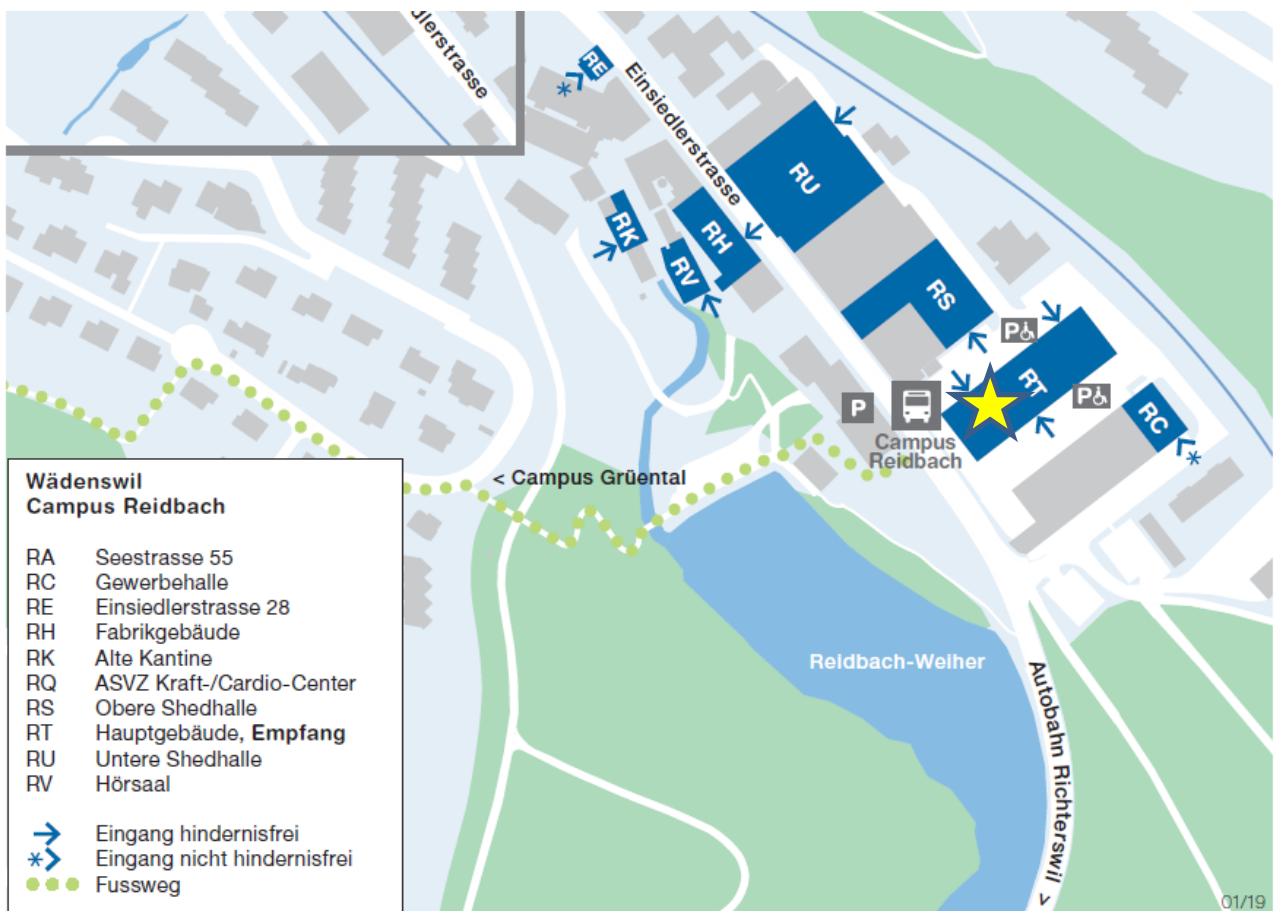 dlerstrasse
RE
Einsiedlerstrasse
RU
RK
RH
RV
RS
P
RT
P
P
RC
Campus
Reidbach
< Campus Grüental
Reidbach-Weiher
Autobahn Richterswil >
Wädenswil
Campus Reidbach
RA Seestrasse 55
RC Gewerbehalle
RE Einsiedlerstrasse 28
RH Fabrikgebäude
RK Alte Kantine
RQ ASVZ Kraft-/Cardio-Center
RS Obere Shedhalle
RT Hauptgebäude, Empfang
RU Untere Shedhalle
RV Hörsaal
Eingang hindernisfrei
Eingang nicht hindernisfrei
Fussweg
01/19